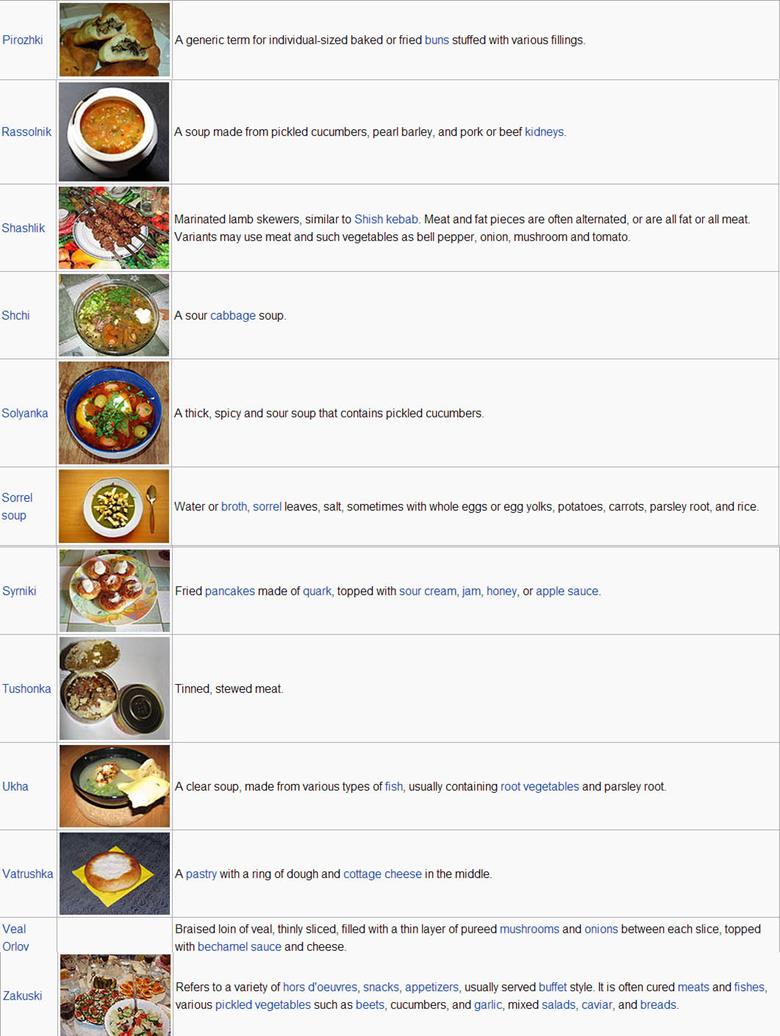 Pirozhki
A generic term for individual-sized baked or fried buns stuffed with various fillings.
Rassolnik
A soup made from pickled cucumbers, pearl barley, and pork or beef kidneys.
Shashlik
Marinated lamb skewers, similar to Shish kebab. Meat and fat pieces are often alternated, or are all fat or all meat.
Variants may use meat and such vegetables as bell pepper, onion, mushroom and tomato.
Shchi
A sour cabbage soup.
Solyanka
A thick, spicy and sour soup that contains pickled cucumbers.
Sorrel
soup
Water or broth, sorrel leaves, salt, sometimes with whole eggs or egg yolks, potatoes, carrots, parsley root, and rice.
Syrniki
Fried pancakes made of quark, topped with sour cream, jam, honey, or apple sauce.
Tushonka
Tinned, stewed meat.
Ukha
A clear soup, made from various types of fish, usually containing root vegetables and parsley root.
Vatrushka
A pastry with a ring of dough and cottage cheese in the middle.
Veal
Orlov
Braised loin of veal, thinly sliced, filled with a thin layer of pureed mushrooms and onions between each slice, topped
with bechamel sauce and cheese.
Zakuski
Refers to a variety of hors d'oeuvres, snacks, appetizers, usually served buffet style. It is often cured meats and fishes,
various pickled vegetables such as beets, cucumbers, and garlic, mixed salads, caviar, and breads.